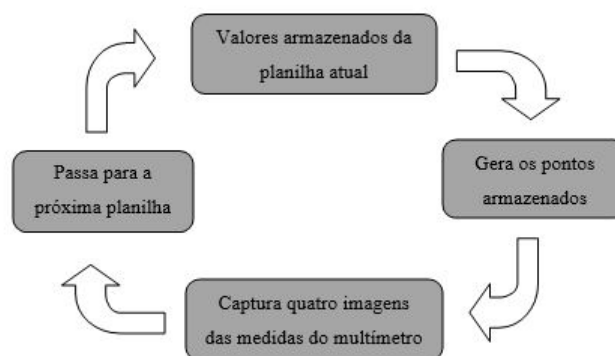 Valores armazenados da
planilha atual
Gera os pontos
armazenados
Captura quatro imagens
das medidas do multímetro
Passa para a
próxima planilha